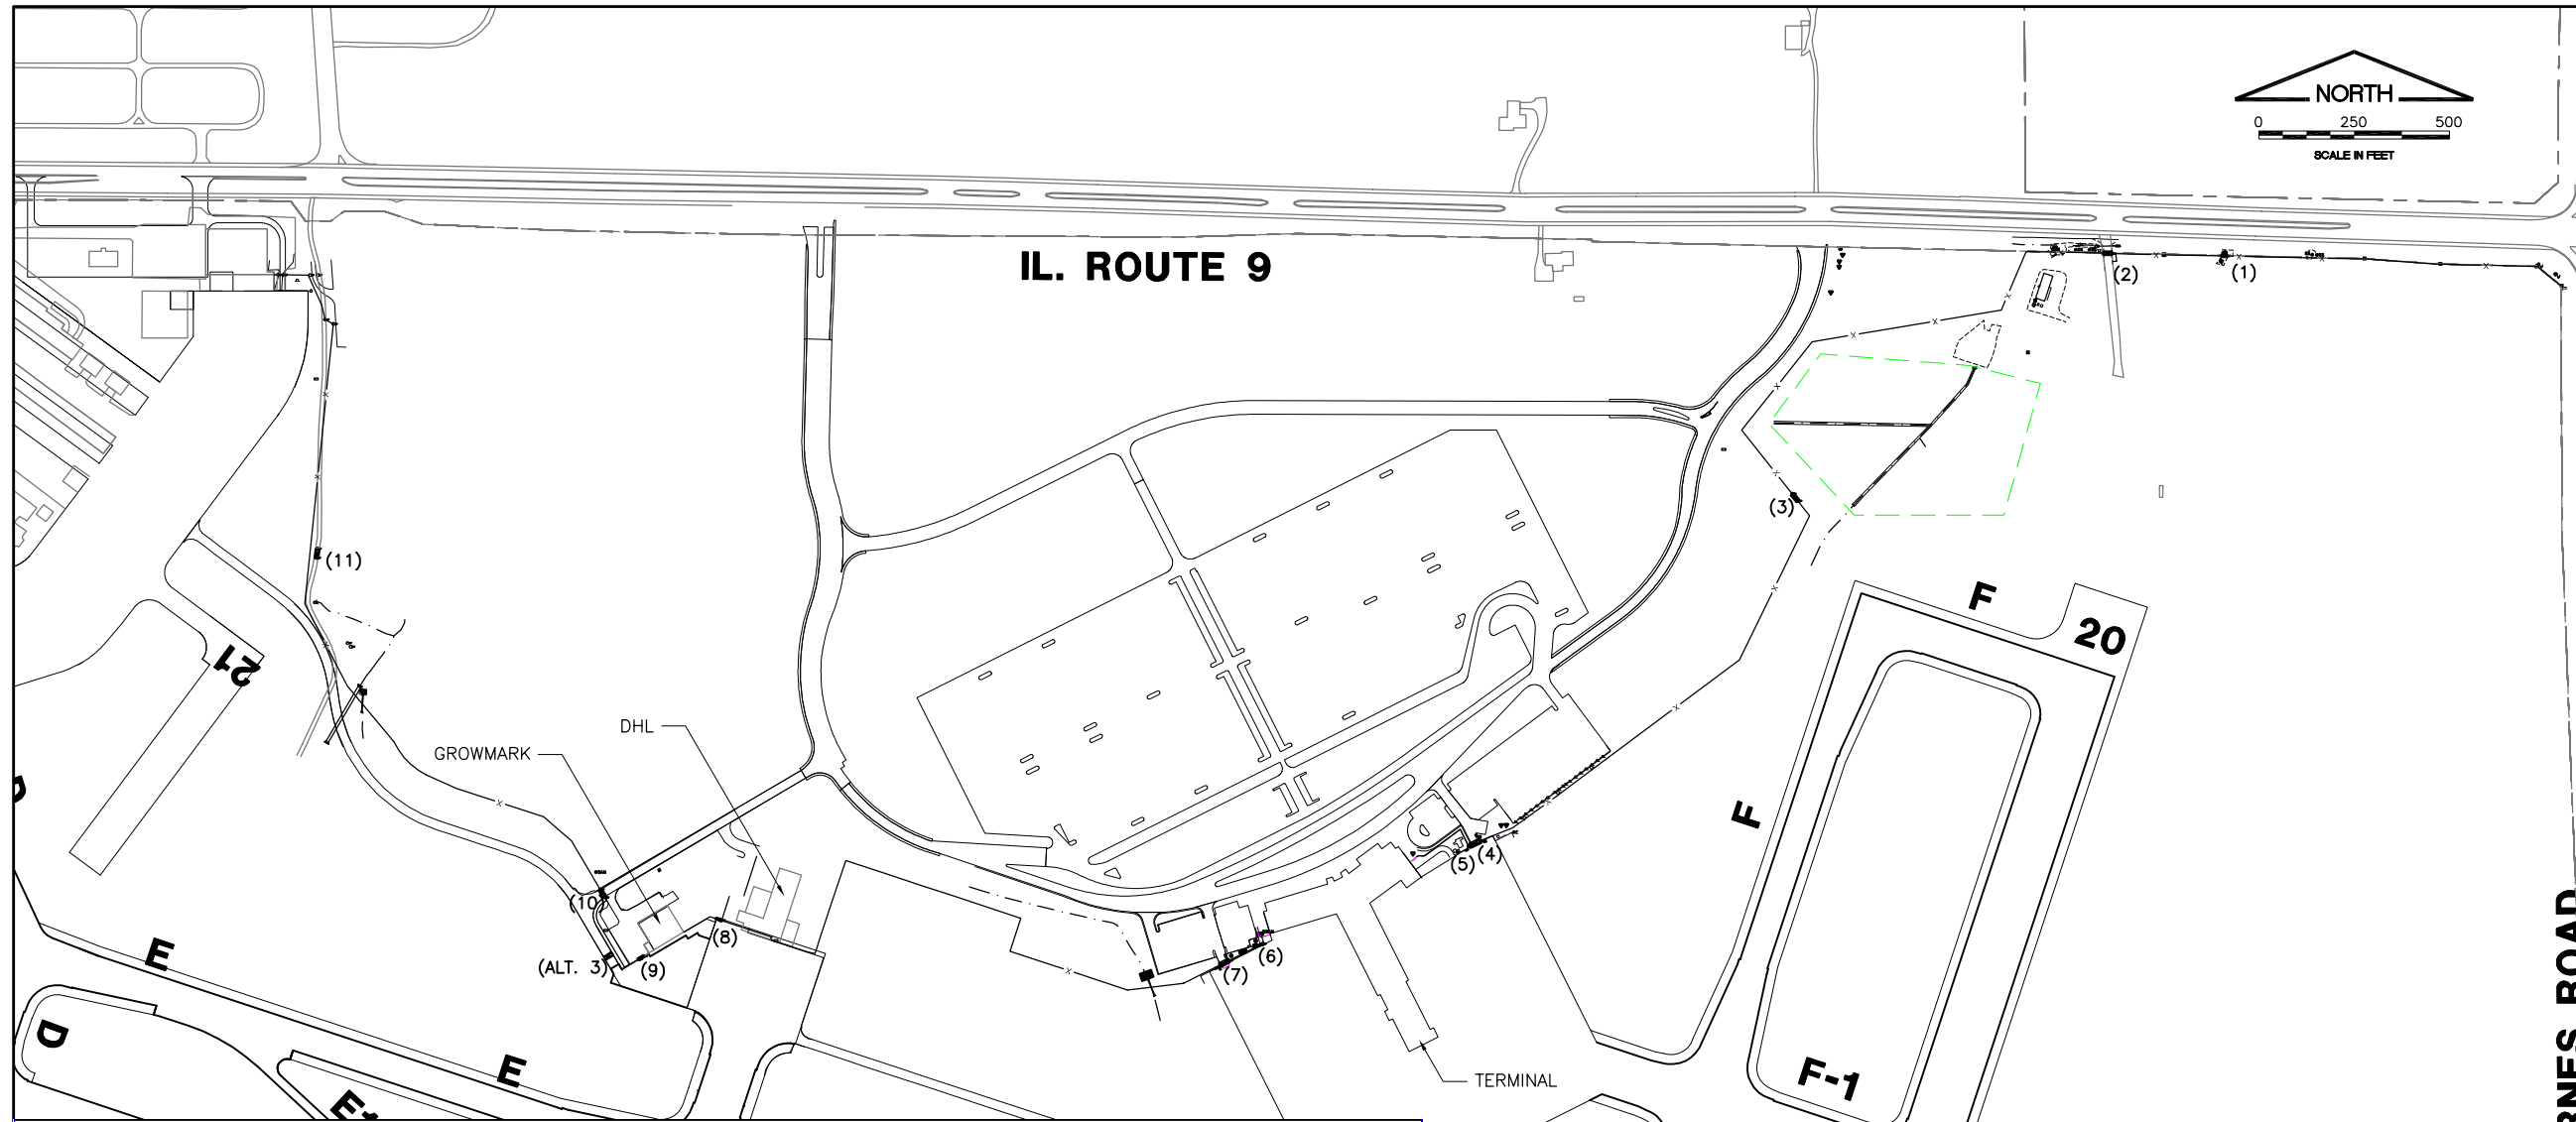 NORTH
0 250 500
SCALE IN FEET
IL. ROUTE 9
(2)
(1)
(3)
(11)
F
20
21
DHL
GROWMARK
F
(5)
(4)
(10)
(8)
(6)
(ALT. 3)
(9)
(7)
E
D
E
TERMINAL
F-1
ROAD